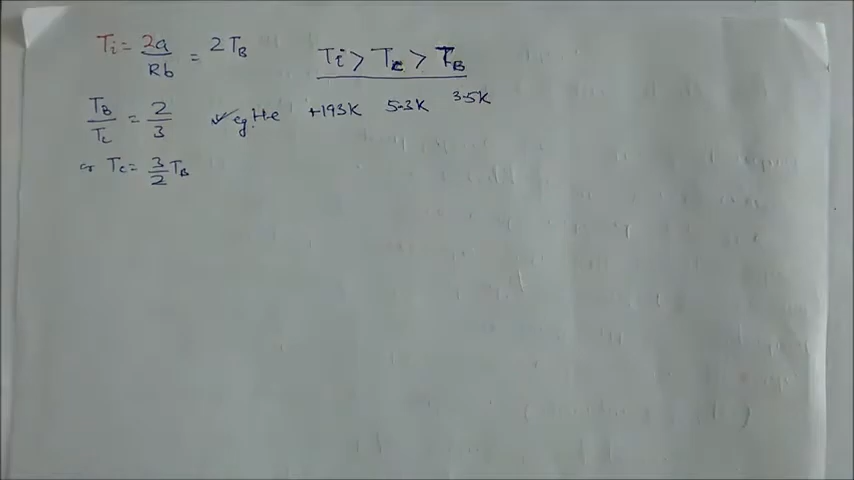 Ti = 2a/Rb = 2TB
Ti > Tc > TB
TB/Tc = 2/3 ✓ eg He +193K 5.3K 3.5K
or Tc = 3/2 TB